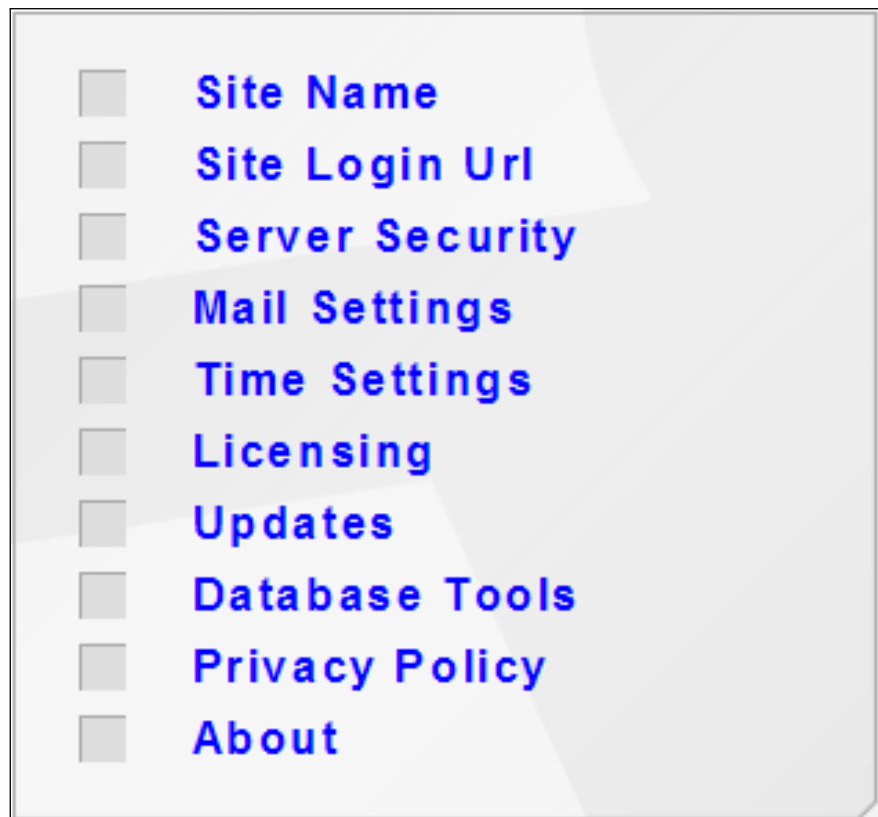 Site Name
Site Login Url
Server Security
Mail Settings
Time Settings
Licensing
Updates
Database Tools
Privacy Policy
About